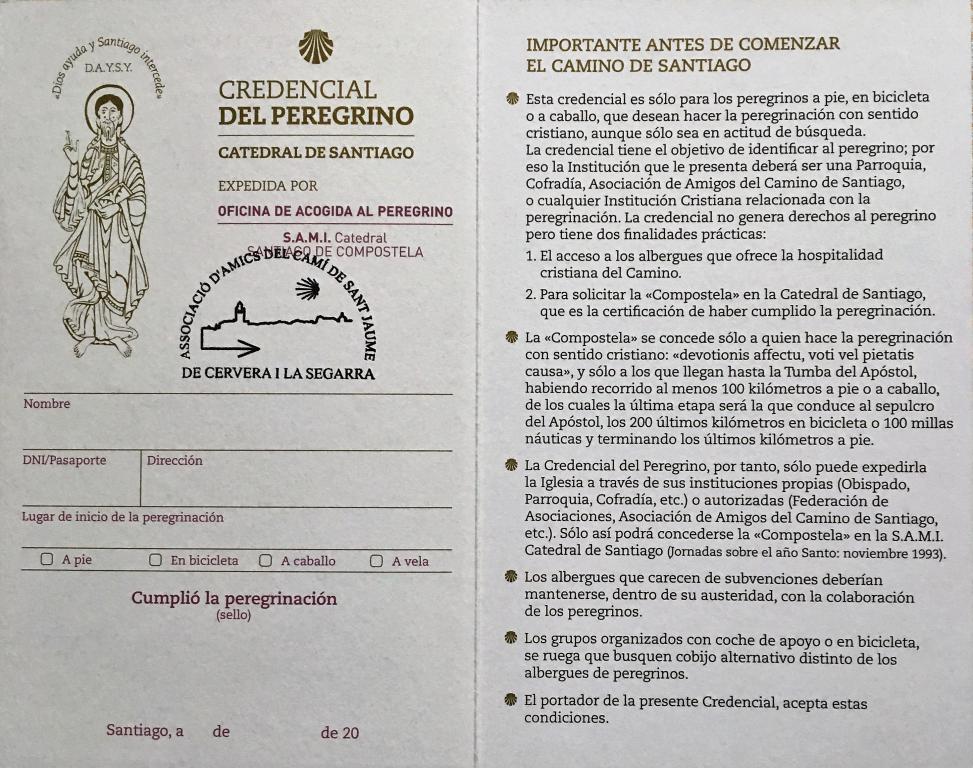 «Dios ayuda y Santiago intercede»
D.A.Y.S.Y.
CREDENCIAL
DEL PEREGRINO
CATEDRAL DE SANTIAGO
EXPEDIDA POR
OFICINA DE ACOGIDA AL PEREGRINO
S.A.M.I. Catedral
SANTIAGO DE COMPOSTELA
ASSOCIACIÓ D'AMICS DEL CAMÍ DE SANT JAUME
DE CERVERA I LA SEGARRA
Nombre
DNI/Pasaporte
Dirección
Lugar de inicio de la peregrinación
A pie
En bicicleta
A caballo
A vela
Cumplió la peregrinación
(sello)
Santiago, a de de 20
IMPORTANTE ANTES DE COMENZAR
EL CAMINO DE SANTIAGO
Esta credencial es sólo para los peregrinos a pie, en bicicleta
o a caballo, que desean hacer la peregrinación con sentido
cristiano, aunque sólo sea en actitud de búsqueda.
La credencial tiene el objetivo de identificar al peregrino; por
eso la Institución que le presenta deberá ser una Parroquia,
Cofradía, Asociación de Amigos del Camino de Santiago,
o cualquier Institución Cristiana relacionada con la
peregrinación. La credencial no genera derechos al peregrino
pero tiene dos finalidades prácticas:
1. El acceso a los albergues que ofrece la hospitalidad
cristiana del Camino.
2. Para solicitar la «Compostela» en la Catedral de Santiago,
que es la certificación de haber cumplido la peregrinación.
La «Compostela» se concede sólo a quien hace la peregrinación
con sentido cristiano: «devotionis affectu, voti vel pietatis
causa», y sólo a los que llegan hasta la Tumba del Apóstol,
habiendo recorrido al menos 100 kilómetros a pie o a caballo,
de los cuales la última etapa será la que conduce al sepulcro
del Apóstol, los 200 últimos kilómetros en bicicleta o 100 millas
náuticas y terminando los últimos kilómetros a pie.
La Credencial del Peregrino, por tanto, sólo puede expedirla
la Iglesia a través de sus instituciones propias (Obispado,
Parroquia, Cofradía, etc.) o autorizadas (Federación de
Asociaciones, Asociación de Amigos del Camino de Santiago,
etc.). Sólo así podrá concederse la «Compostela» en la S.A.M.I.
Catedral de Santiago (Jornadas sobre el año Santo: noviembre 1993).
Los albergues que carecen de subvenciones deberían
mantenerse, dentro de su austeridad, con la colaboración
de los peregrinos.
Los grupos organizados con coche de apoyo o en bicicleta,
se ruega que busquen cobijo alternativo distinto de los
albergues de peregrinos.
El portador de la presente Credencial, acepta estas
condiciones.